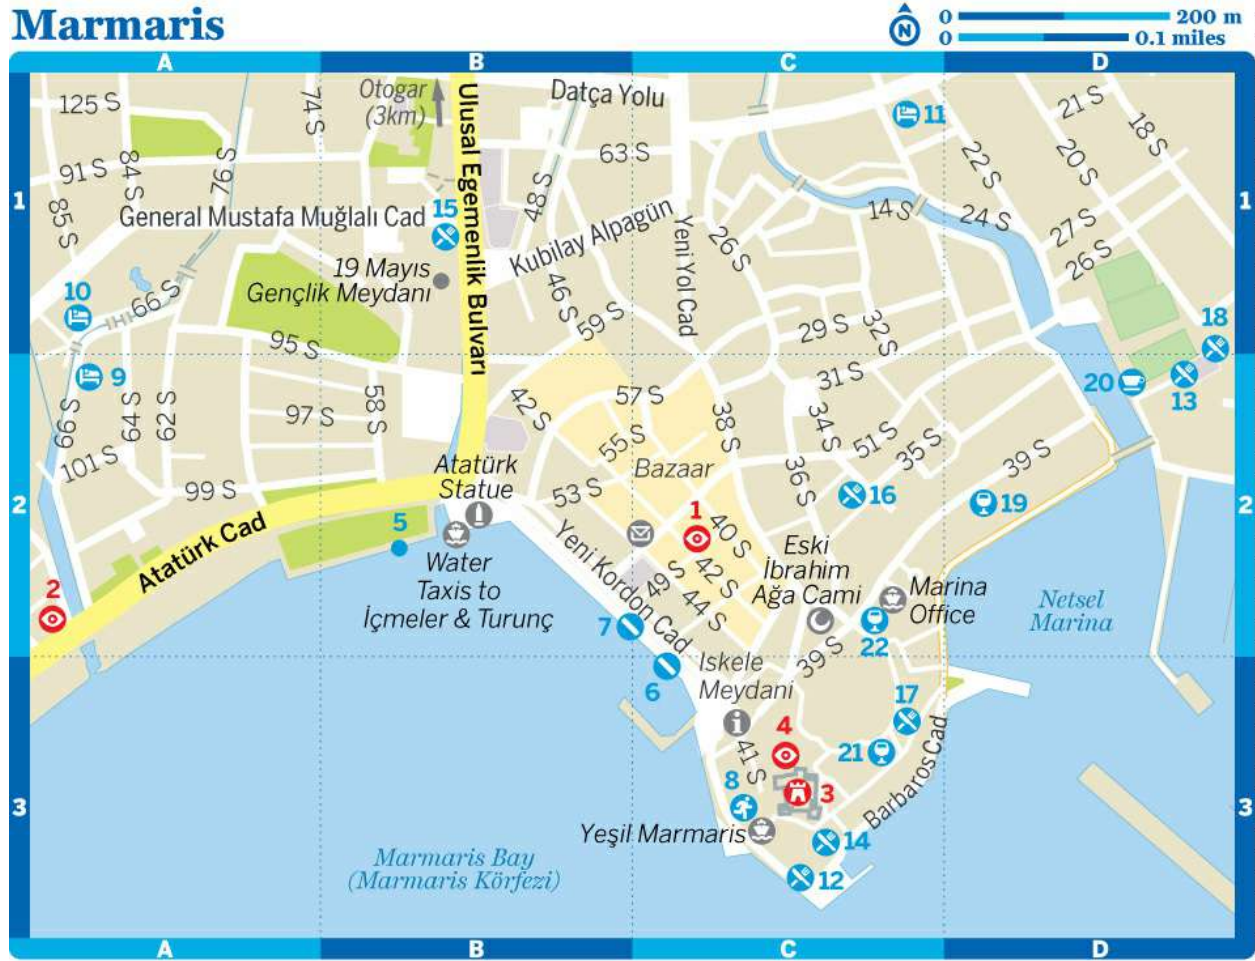 Marmaris
N
0 200 m
0 0.1 miles
A B C D
1
2
3
125 S
74 S
Otogar
(3km)
Ulusal Egemenlik Bulvarı
Datça Yolu
11
21 S
18 S
91 S
84 S
76 S
63 S
22 S
20 S
85 S
General Mustafa Muğlalı Cad
15
48 S
Kubilay Alpagün
Yeni Yol Cad
26 S
14 S
24 S
27 S
26 S
19 Mayıs
Gençlik Meydanı
10
66 S
46 S
59 S
29 S
32 S
18
95 S
9
31 S
20
13
66 S
64 S
62 S
97 S
58 S
42 S
57 S
38 S
34 S
51 S
35 S
55 S
39 S
101 S
99 S
Atatürk
Statue
Bazaar
36 S
53 S
16
19
Atatürk Cad
5
1
40 S
Eski
İbrahim
Ağa Cami
Water
Taxis to
İçmeler & Turunç
Yeni Kordon Cad
49 S
42 S
44 S
Marina
Office
Netsel
Marina
2
7
22
39 S
6
Iskele
Meydani
17
4
41 S
21
Barbaros Cad
8
3
Yeşil Marmaris
14
12
Marmaris Bay
(Marmaris Körfezi)
1
2
3
A B C D